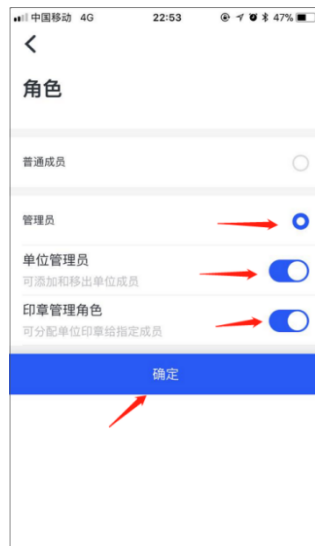 中国移动 4G 22:53 47%
角色
普通成员
管理员
单位管理员
可添加和移出单位成员
印章管理角色
可分配单位印章给指定成员
确定